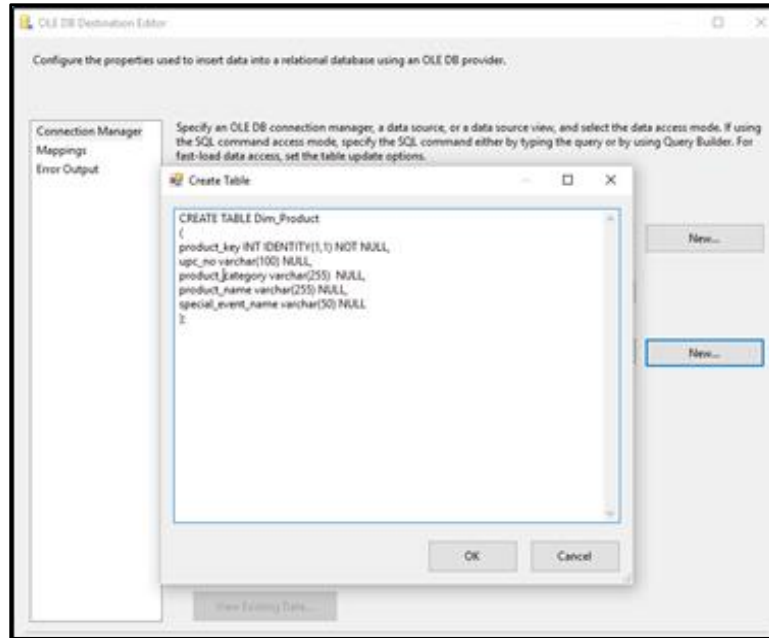 OLE DB Destination Editor
Configure the properties used to insert data into a relational database using an OLE DB provider.
Connection Manager
Mappings
Error Output
Specify an OLE DB connection manager, a data source, or a data source view, and select the data access mode. If using
the SQL command access mode, specify the SQL command either by typing the query or by using Query Builder. For
fast-load data access, set the table update options.
Create Table
CREATE TABLE Dim_Product
(
product_key INT IDENTITY(1,1) NOT NULL,
upc_no varchar(100) NULL,
product_category varchar(255)  NULL,
product_name varchar(255) NULL,
special_event_name varchar(50) NULL
);
New...
New...
OK
Cancel
View Existing Data...